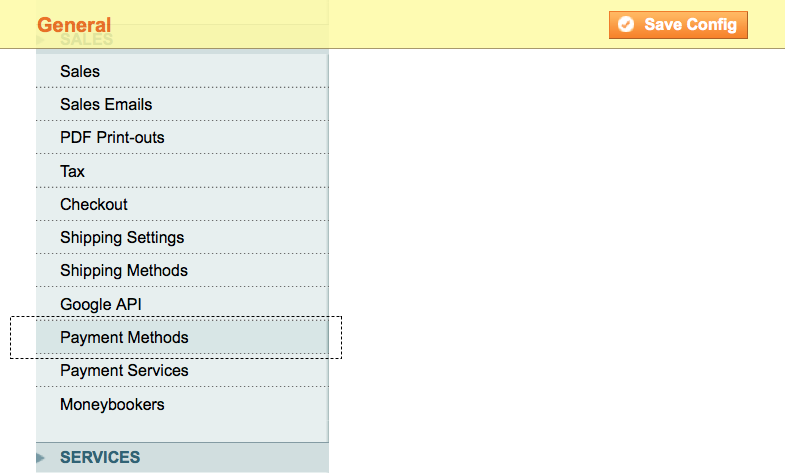 General
Save Config
SALES
Sales
Sales Emails
PDF Print-outs
Tax
Checkout
Shipping Settings
Shipping Methods
Google API
Payment Methods
Payment Services
Moneybookers
SERVICES